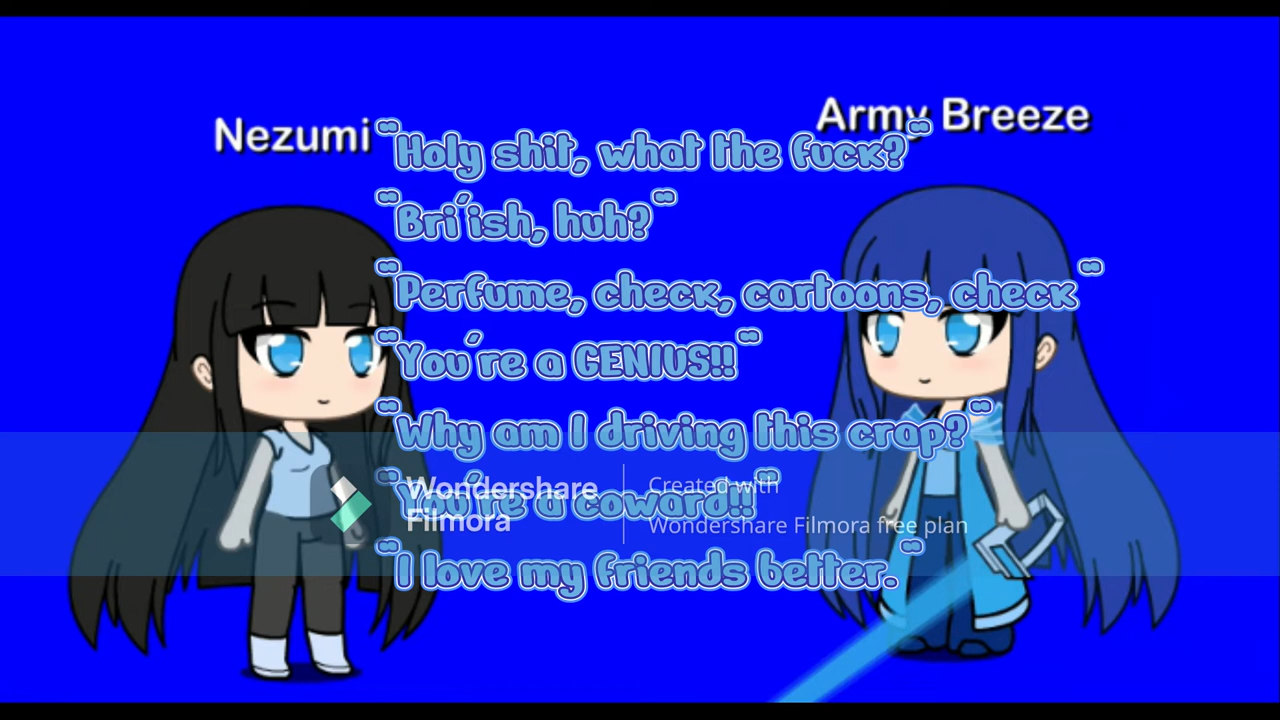 Nezumi
Army Breeze
"Holy shit, what the fuck?"
"Bri'ish, huh?"
"Perfume, check, cartoons, check"
"You're a GENIUS!!"
"Why am I driving this crap?"
"You're a coward!!"
Wondershare
Filmora
Created with
Wondershare Filmora free plan
"I love my friends better."